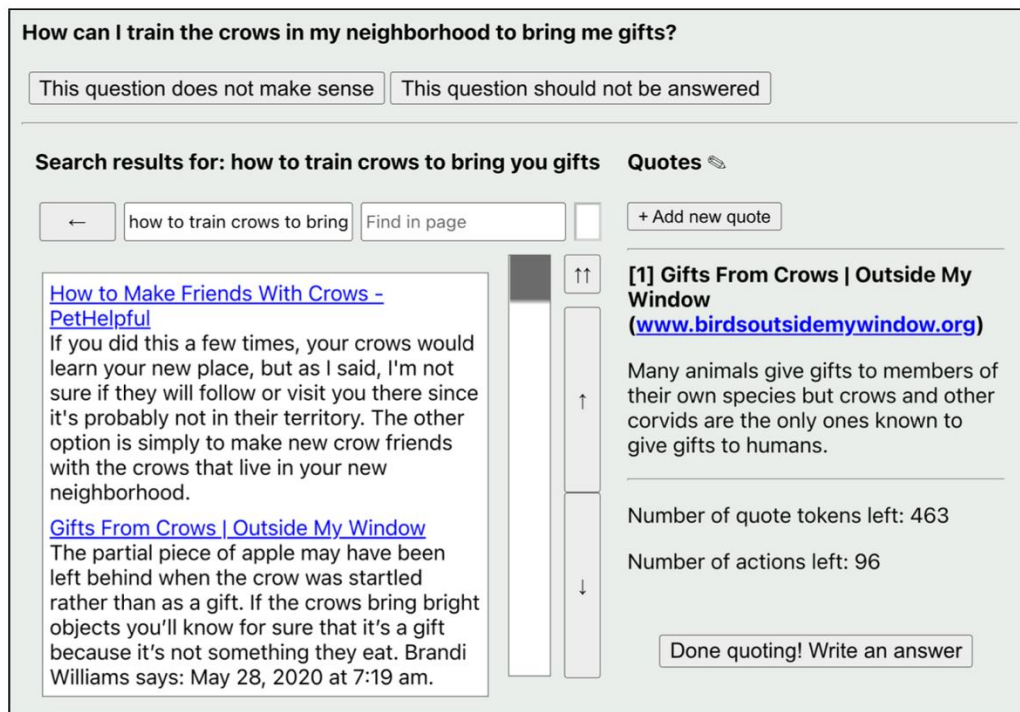 How can I train the crows in my neighborhood to bring me gifts?
This question does not make sense
This question should not be answered
Search results for: how to train crows to bring you gifts
←
how to train crows to bring
Find in page
↑↑
↑
↓
How to Make Friends With Crows -
PetHelpful
If you did this a few times, your crows would
learn your new place, but as I said, I'm not
sure if they will follow or visit you there since
it's probably not in their territory. The other
option is simply to make new crow friends
with the crows that live in your new
neighborhood.
Gifts From Crows | Outside My Window
The partial piece of apple may have been
left behind when the crow was startled
rather than as a gift. If the crows bring bright
objects you’ll know for sure that it’s a gift
because it’s not something they eat. Brandi
Williams says: May 28, 2020 at 7:19 am.
Quotes ✎
+ Add new quote
[1] Gifts From Crows | Outside My
Window
(www.birdsoutsidemywindow.org)
Many animals give gifts to members of
their own species but crows and other
corvids are the only ones known to
give gifts to humans.
Number of quote tokens left: 463
Number of actions left: 96
Done quoting! Write an answer